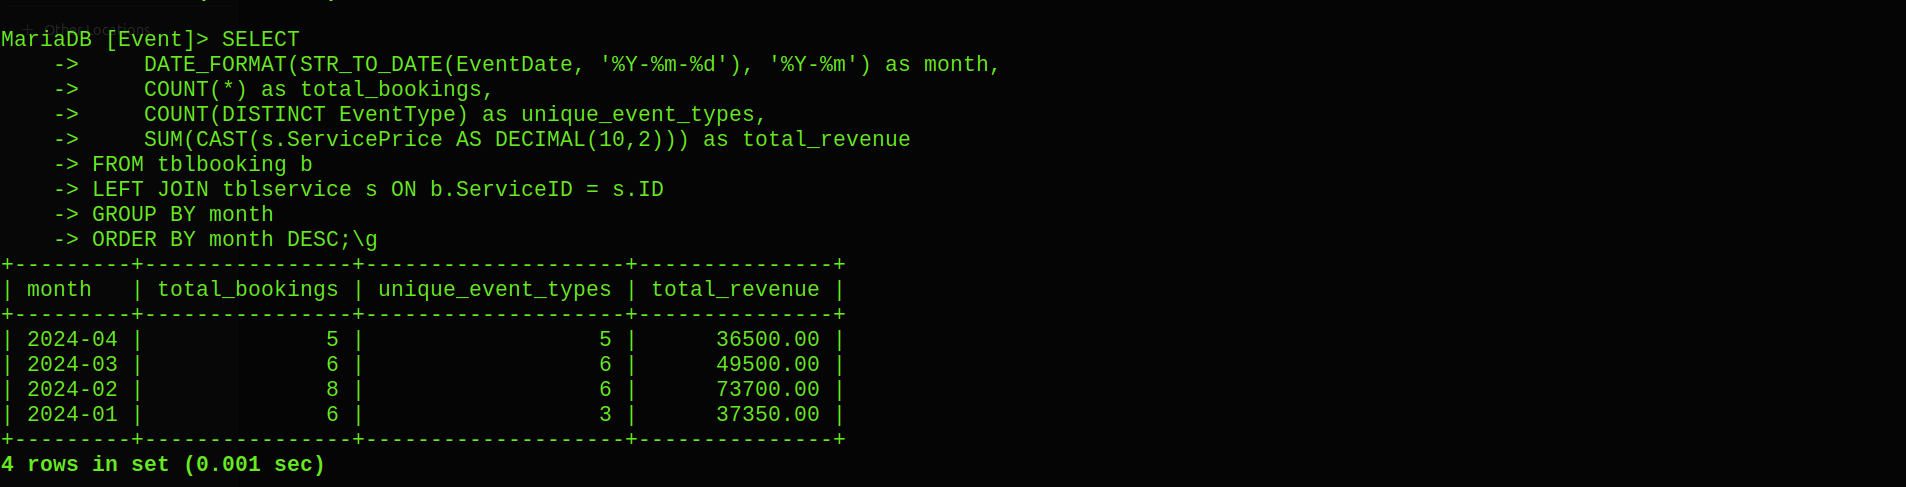 + Other Locations
MariaDB [Event]> SELECT
    ->     DATE_FORMAT(STR_TO_DATE(EventDate, '%Y-%m-%d'), '%Y-%m') as month,
    ->     COUNT(*) as total_bookings,
    ->     COUNT(DISTINCT EventType) as unique_event_types,
    ->     SUM(CAST(s.ServicePrice AS DECIMAL(10,2))) as total_revenue
    -> FROM tblbooking b
    -> LEFT JOIN tblservice s ON b.ServiceID = s.ID
    -> GROUP BY month
    -> ORDER BY month DESC;\g
+---------+----------------+--------------------+---------------+
| month   | total_bookings | unique_event_types | total_revenue |
+---------+----------------+--------------------+---------------+
| 2024-04 |              5 |                  5 |      36500.00 |
| 2024-03 |              6 |                  6 |      49500.00 |
| 2024-02 |              8 |                  6 |      73700.00 |
| 2024-01 |              6 |                  3 |      37350.00 |
+---------+----------------+--------------------+---------------+
4 rows in set (0.001 sec)